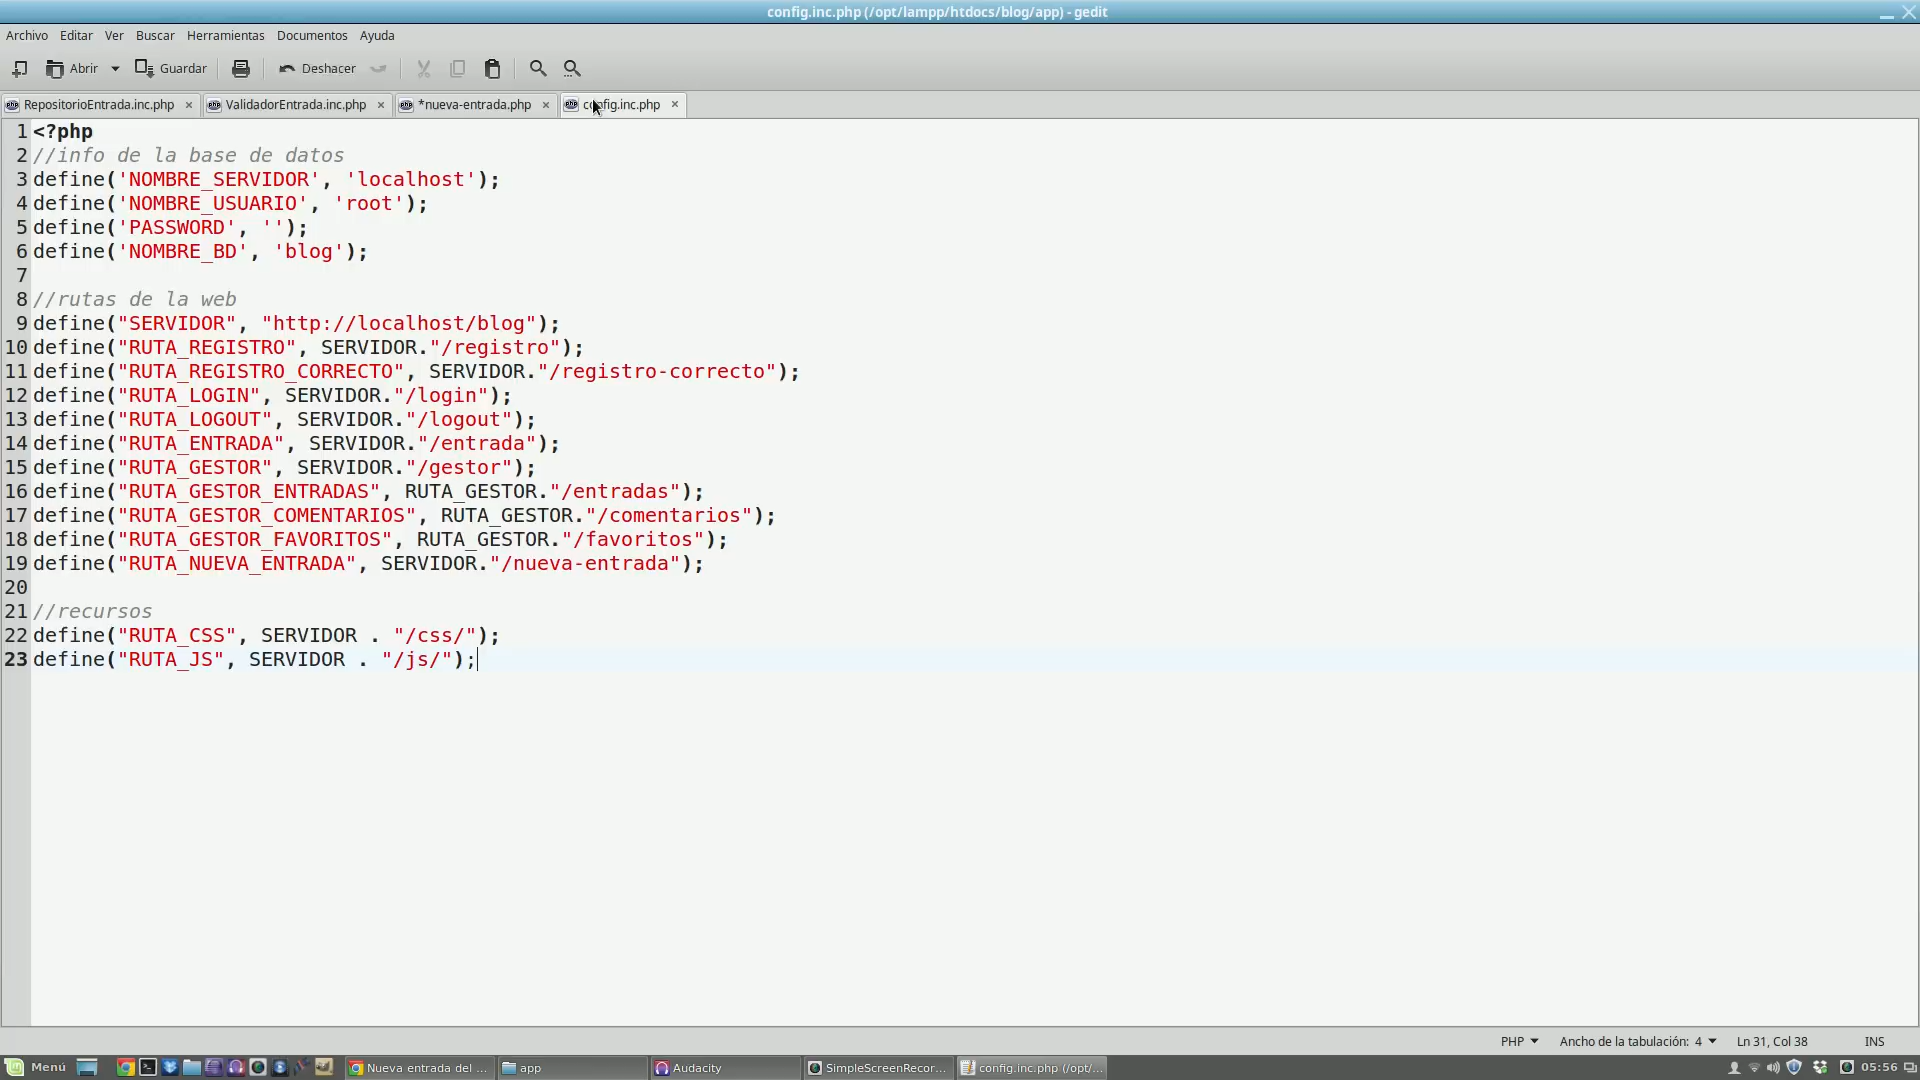 config.inc.php (/opt/lampp/htdocs/blog/app) - gedit
Archivo Editar Ver Buscar Herramientas Documentos Ayuda
Abrir Guardar Deshacer
RepositorioEntrada.inc.php ValidadorEntrada.inc.php *nueva-entrada.php config.inc.php
1 <?php
2 //info de la base de datos
3 define('NOMBRE_SERVIDOR', 'localhost');
4 define('NOMBRE_USUARIO', 'root');
5 define('PASSWORD', '');
6 define('NOMBRE_BD', 'blog');
7
8 //rutas de la web
9 define("SERVIDOR", "http://localhost/blog");
10 define("RUTA_REGISTRO", SERVIDOR."/registro");
11 define("RUTA_REGISTRO_CORRECTO", SERVIDOR."/registro-correcto");
12 define("RUTA_LOGIN", SERVIDOR."/login");
13 define("RUTA_LOGOUT", SERVIDOR."/logout");
14 define("RUTA_ENTRADA", SERVIDOR."/entrada");
15 define("RUTA_GESTOR", SERVIDOR."/gestor");
16 define("RUTA_GESTOR_ENTRADAS", RUTA_GESTOR."/entradas");
17 define("RUTA_GESTOR_COMENTARIOS", RUTA_GESTOR."/comentarios");
18 define("RUTA_GESTOR_FAVORITOS", RUTA_GESTOR."/favoritos");
19 define("RUTA_NUEVA_ENTRADA", SERVIDOR."/nueva-entrada");
20
21 //recursos
22 define("RUTA_CSS", SERVIDOR . "/css/");
23 define("RUTA_JS", SERVIDOR . "/js/");
PHP Ancho de la tabulación: 4 Ln 31, Col 38 INS
Menú Nueva entrada del ... app Audacity SimpleScreenRecor... config.inc.php (/opt/... 05:56